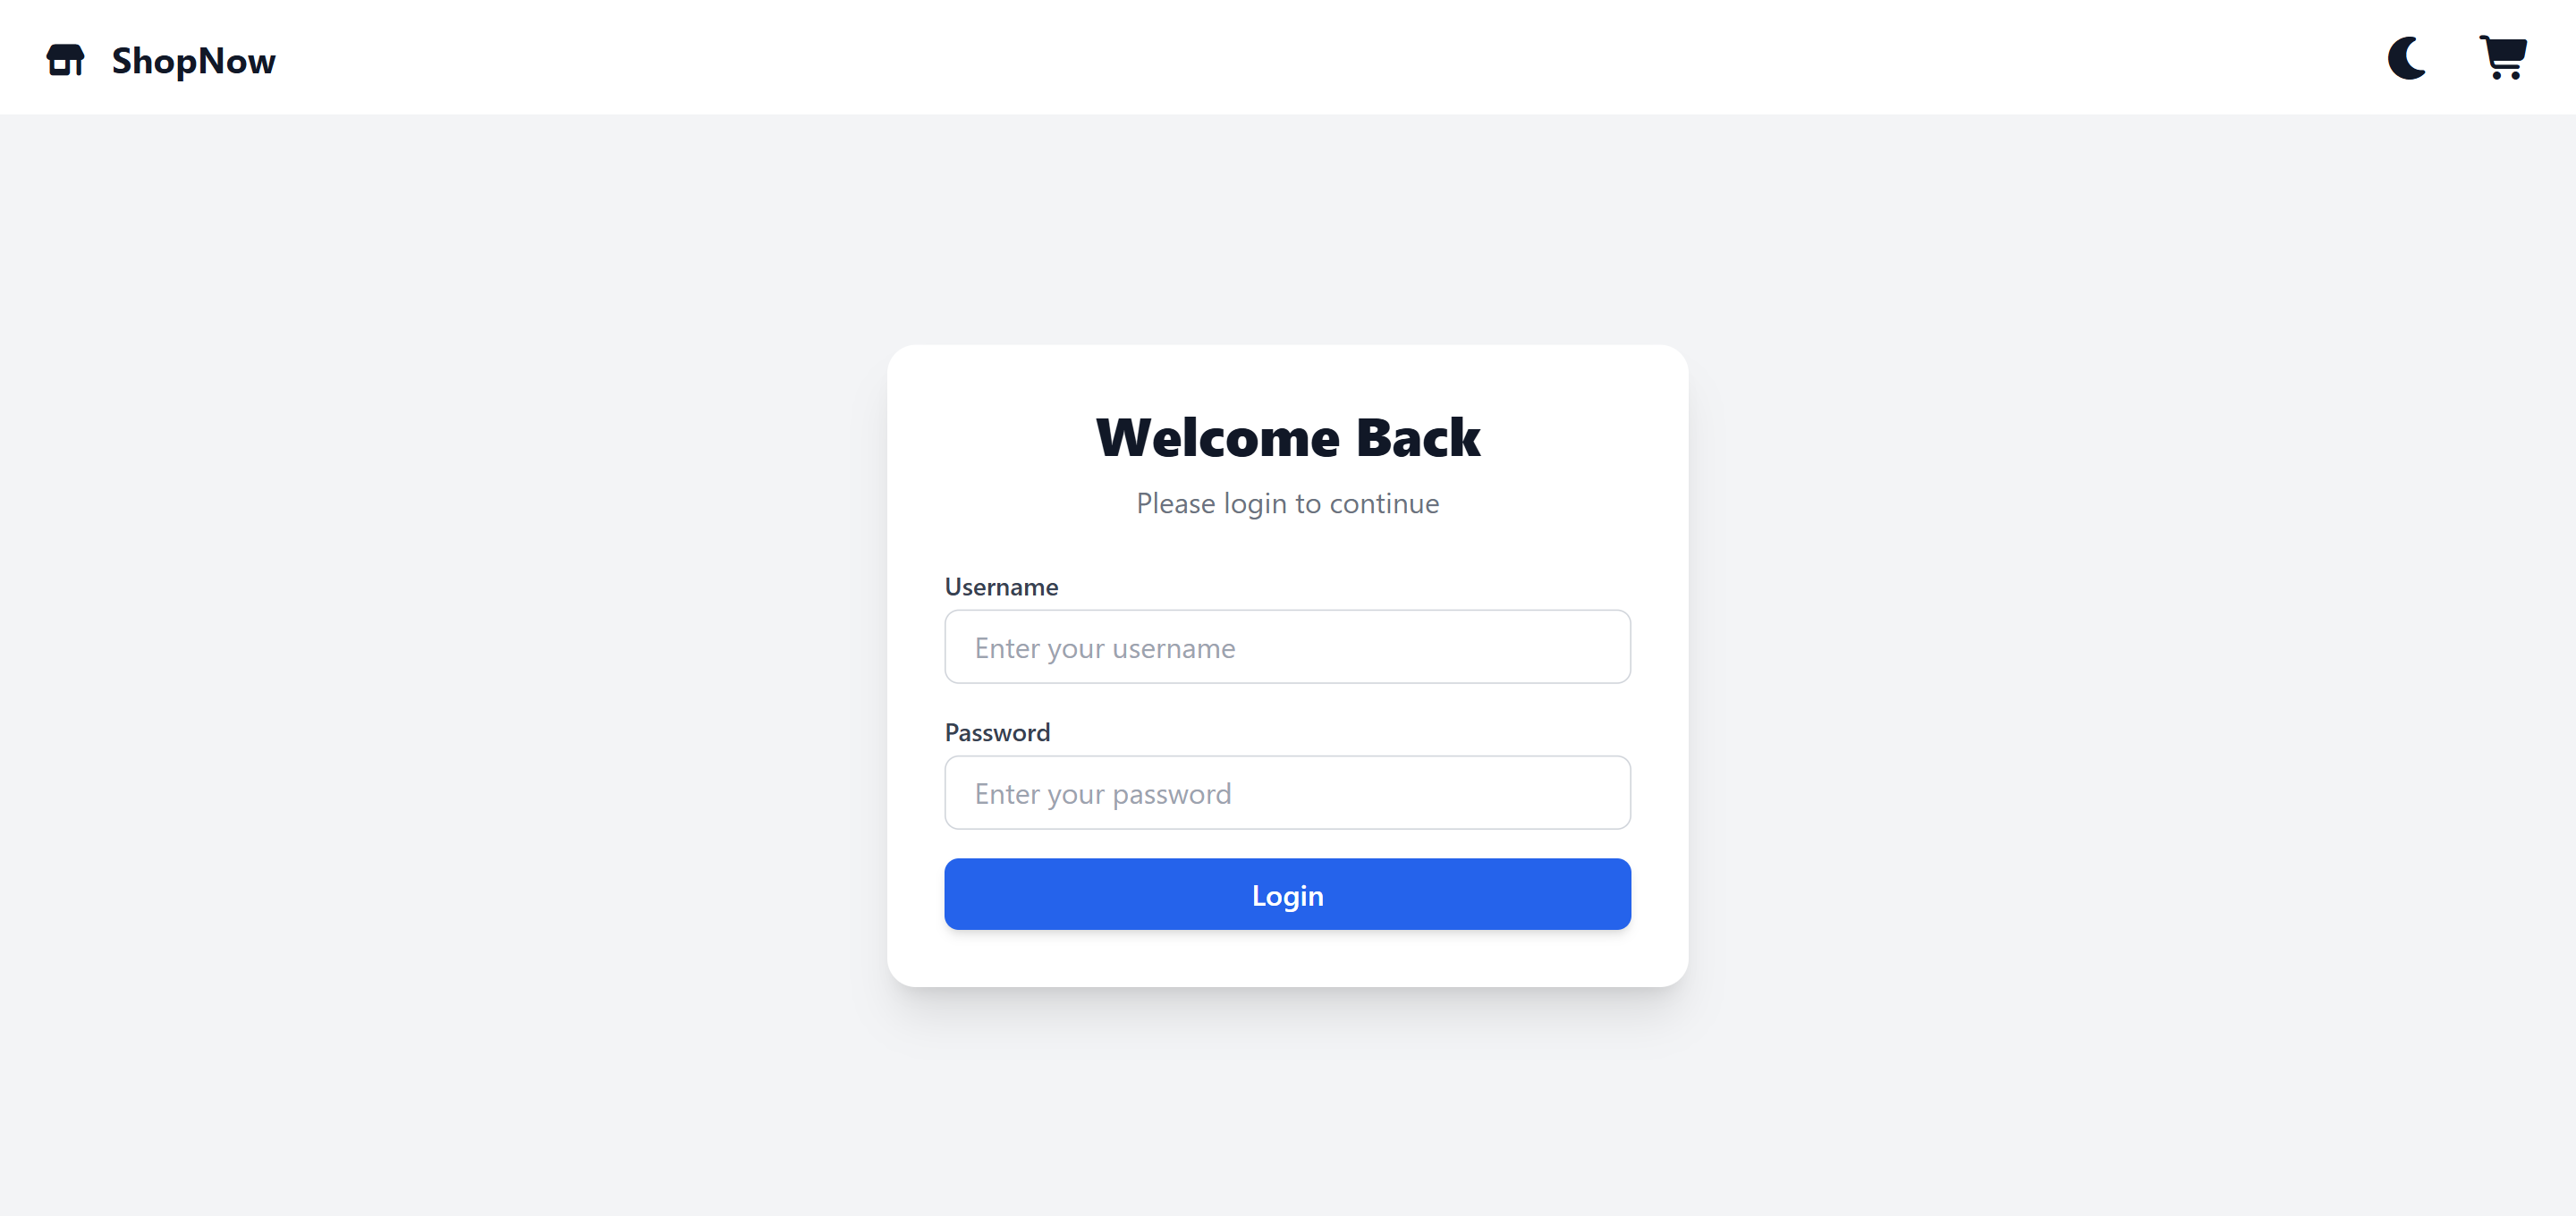 ShopNow
Welcome Back
Please login to continue
Username
Enter your username
Password
Enter your password
Login